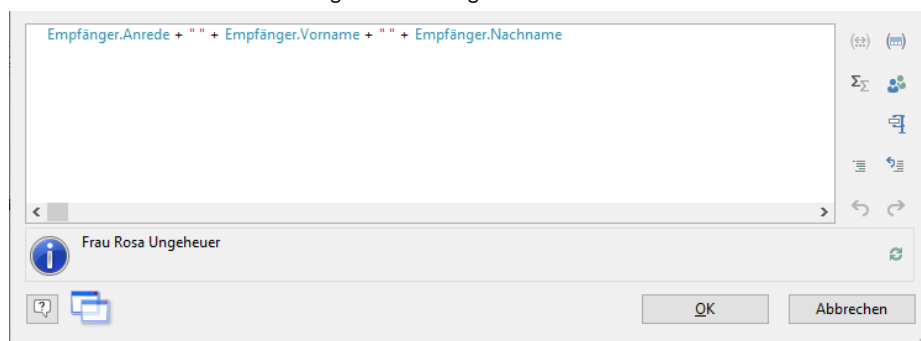 Empfänger.Anrede + " " + Empfänger.Vorname + " " + Empfänger.Nachname
Frau Rosa Ungeheuer
OK
Abbrechen